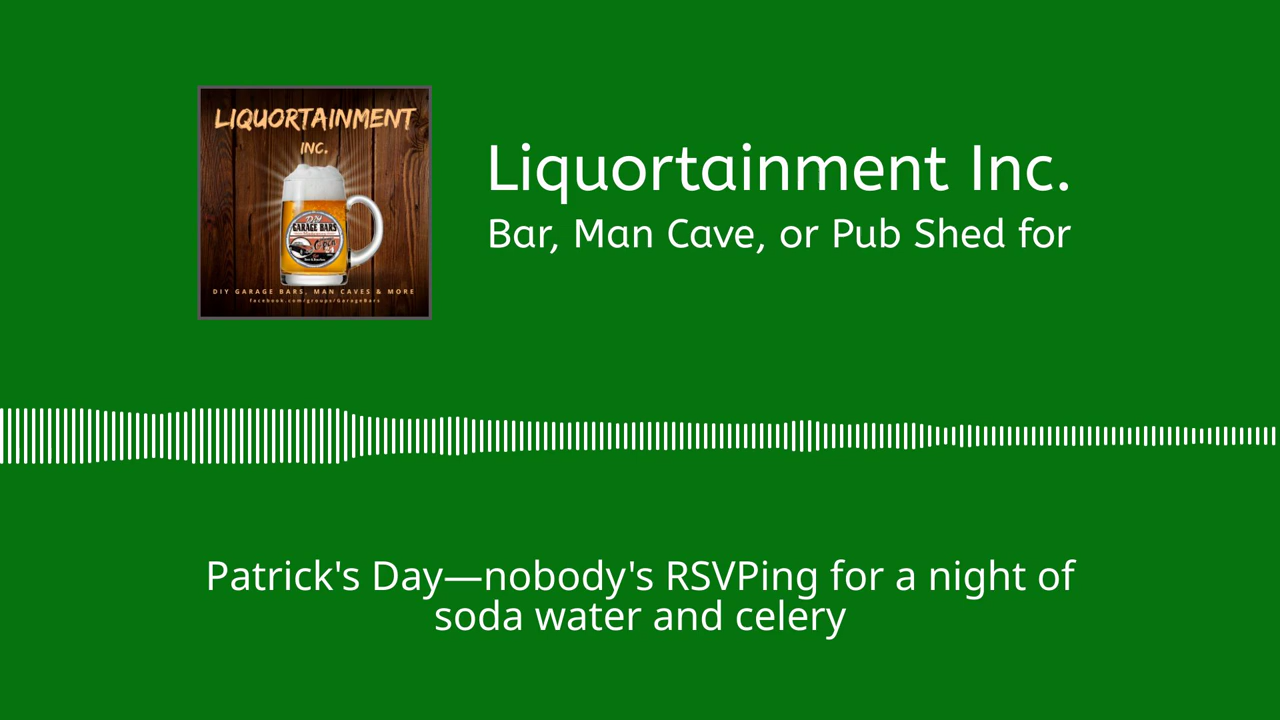 LIQUORTAINMENT
INC.
DIY
GARAGE BARS
DIY GARAGE BARS, MAN CAVES & MORE
facebook.com/groups/GarageBars
Liquortainment Inc.
Bar, Man Cave, or Pub Shed for
Patrick's Day—nobody's RSVPing for a night of
soda water and celery